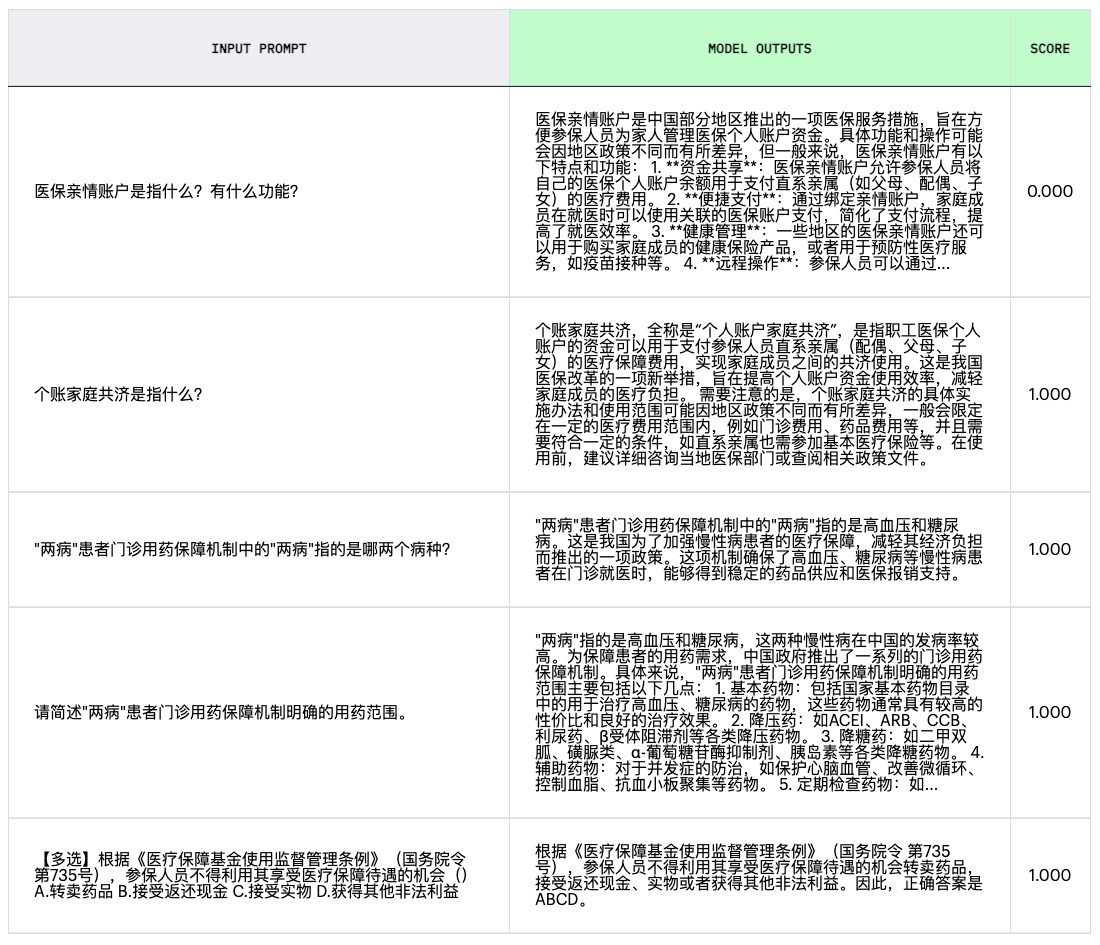 INPUT PROMPT
MODEL OUTPUTS
SCORE
医保亲情账户是指什么？有什么功能？
医保亲情账户是中国部分地区推出的一项医保服务措施，旨在方
便参保人员为家人管理医保个人账户资金。具体功能和操作可能
会因地区政策不同而有所差异，但一般来说，医保亲情账户有以
下特点和功能： 1. **资金共享**：医保亲情账户允许参保人员将
自己的医保个人账户余额用于支付直系亲属（如父母、配偶、子
女）的医疗费用。 2. **便捷支付**：通过绑定亲情账户，家庭成
员在就医时可以使用关联的医保账户支付，简化了支付流程，提
高了就医效率。 3. **健康管理**：一些地区的医保亲情账户还可
以用于购买家庭成员的健康保险产品，或者用于预防性医疗服
务，如疫苗接种等。 4. **远程操作**：参保人员可以通过...
0.000
个账家庭共济是指什么？
个账家庭共济，全称是“个人账户家庭共济”，是指职工医保个人
账户的资金可以用于支付参保人员直系亲属（配偶、父母、子
女）的医疗保障费用，实现家庭成员之间的共济使用。这是我国
医保改革的一项新举措，旨在提高个人账户资金使用效率，减轻
家庭成员的医疗负担。 需要注意的是，个账家庭共济的具体实
施办法和使用范围可能因地区政策不同而有所差异，一般会限定
在一定的医疗费用范围内，例如门诊费用、药品费用等，并且需
要符合一定的条件，如直系亲属也需参加基本医疗保险等。在使
用前，建议详细咨询当地医保部门或查阅相关政策文件。
1.000
"两病"患者门诊用药保障机制中的"两病"指的是哪两个病种?
"两病"患者门诊用药保障机制中的"两病"指的是高血压和糖尿
病。这是我国为了加强慢性病患者的医疗保障，减轻其经济负担
而推出的一项政策。这项机制确保了高血压、糖尿病等慢性病患
者在门诊就医时，能够得到稳定的药品供应和医保报销支持。
1.000
请简述"两病"患者门诊用药保障机制明确的用药范围。
"两病"指的是高血压和糖尿病，这两种慢性病在中国的发病率较
高。为保障患者的用药需求，中国政府推出了一系列的门诊用药
保障机制。具体来说，"两病"患者门诊用药保障机制明确的用药
范围主要包括以下几点： 1. 基本药物：包括国家基本药物目录
中的用于治疗高血压、糖尿病的药物，这些药物通常具有较高的
性价比和良好的治疗效果。 2. 降压药：如ACEI、ARB、CCB、
利尿药、β受体阻滞剂等各类降压药物。 3. 降糖药：如二甲双
胍、磺脲类、α-葡萄糖苷酶抑制剂、胰岛素等各类降糖药物。 4.
辅助药物：对于并发症的防治，如保护心脑血管、改善微循环、
控制血脂、抗血小板聚集等药物。 5. 定期检查药物：如...
1.000
【多选】根据《医疗保障基金使用监督管理条例》（国务院令
第735号），参保人员不得利用其享受医疗保障待遇的机会（）
A.转卖药品 B.接受返还现金 C.接受实物 D.获得其他非法利益
根据《医疗保障基金使用监督管理条例》（国务院令 第735
号），参保人员不得利用其享受医疗保障待遇的机会转卖药品，
接受返还现金、实物或者获得其他非法利益。因此，正确答案是
ABCD。
1.000